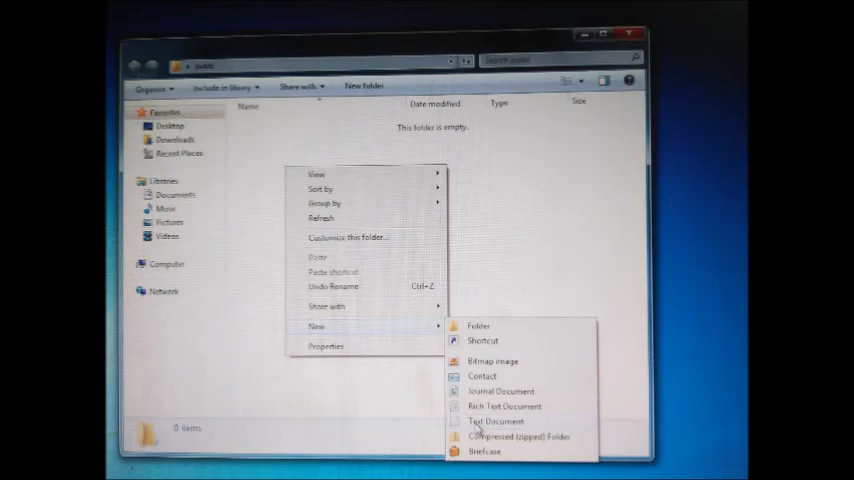 Organize
Include in library
Share with
New folder
Name
Date modified
Type
Size
This folder is empty.
Favorites
Desktop
Downloads
Recent Places
Libraries
Documents
Music
Pictures
Videos
Computer
Network
View
Sort by
Group by
Refresh
Customize this folder...
Paste
Paste shortcut
Undo Rename Ctrl+Z
Share with
New
Properties
Folder
Shortcut
Bitmap image
Contact
Journal Document
Rich Text Document
Text Document
Compressed (zipped) Folder
Briefcase
0 items